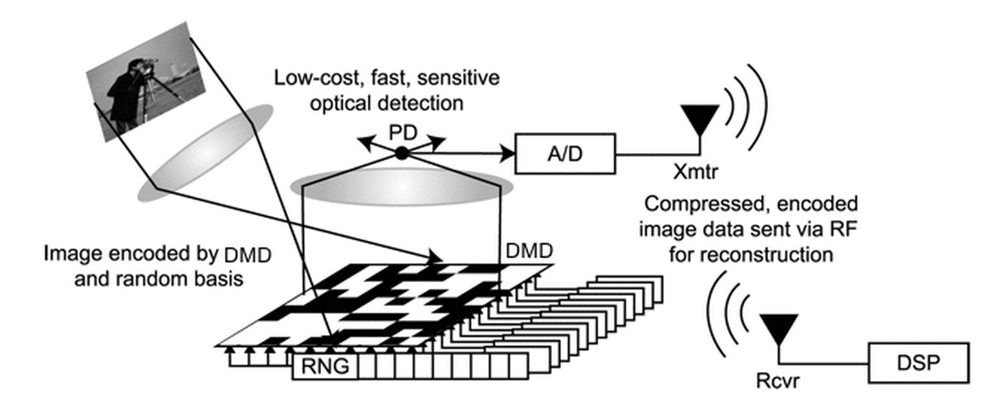 Low-cost, fast, sensitive
optical detection
PD
A/D
Xmtr
Compressed, encoded
image data sent via RF
for reconstruction
Image encoded by DMD
and random basis
DMD
RNG
Rcvr
DSP